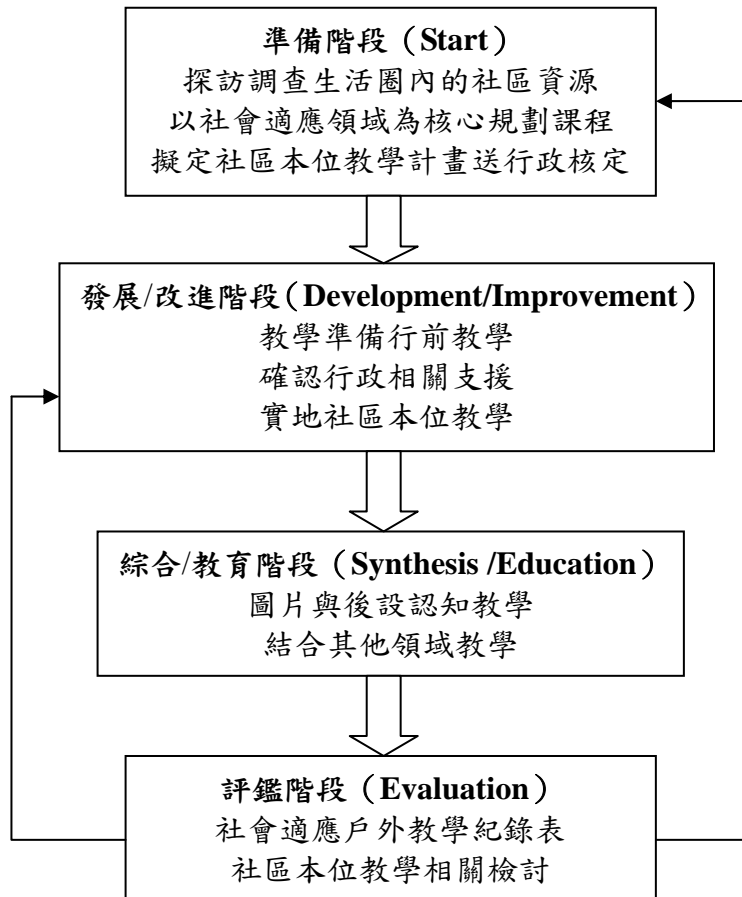 準備階段（Start）
探訪調查生活圈內的社區資源
以社會適應領域為核心規劃課程
擬定社區本位教學計畫送行政核定
發展/改進階段（Development/Improvement）
教學準備行前教學
確認行政相關支援
實地社區本位教學
綜合/教育階段（Synthesis /Education）
圖片與後設認知教學
結合其他領域教學
評鑑階段（Evaluation）
社會適應戶外教學紀錄表
社區本位教學相關檢討